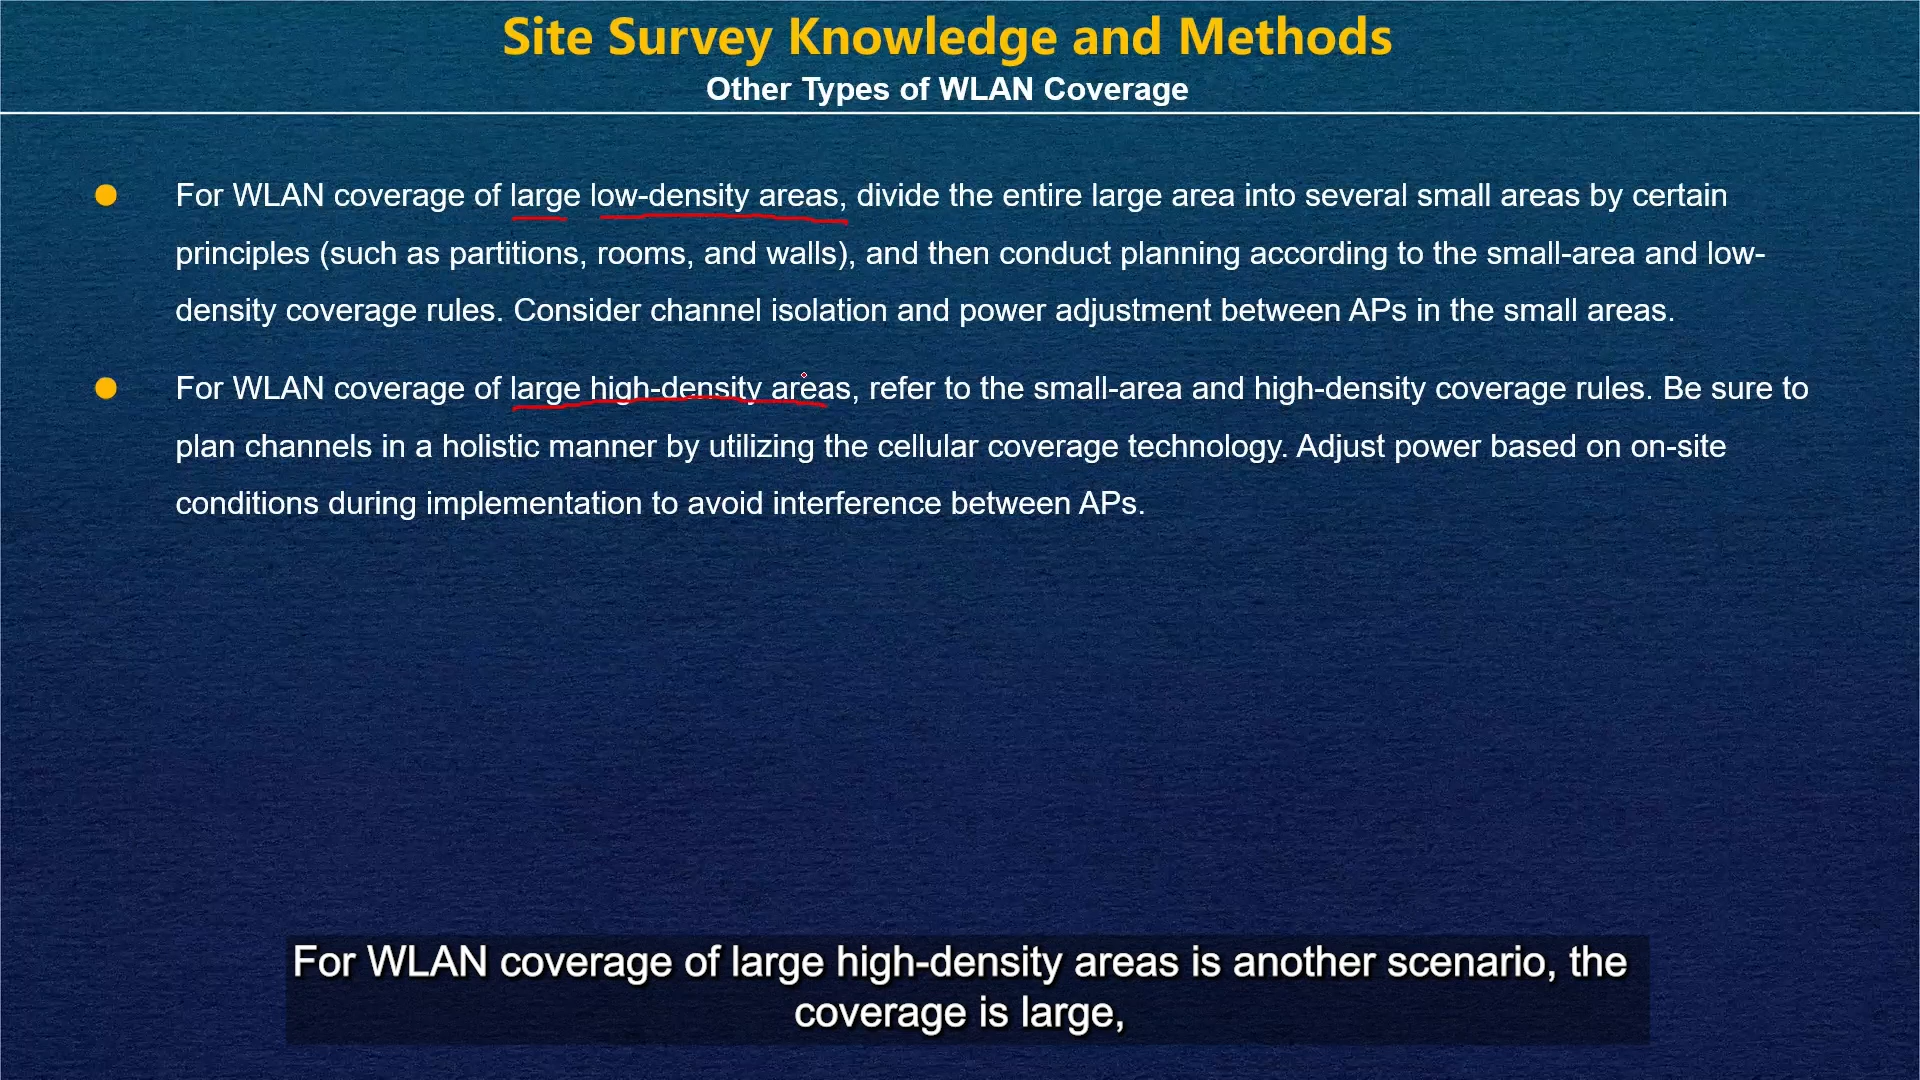 Site Survey Knowledge and Methods
Other Types of WLAN Coverage
For WLAN coverage of large low-density areas, divide the entire large area into several small areas by certain
principles (such as partitions, rooms, and walls), and then conduct planning according to the small-area and low-
density coverage rules. Consider channel isolation and power adjustment between APs in the small areas.
For WLAN coverage of large high-density areas, refer to the small-area and high-density coverage rules. Be sure to
plan channels in a holistic manner by utilizing the cellular coverage technology. Adjust power based on on-site
conditions during implementation to avoid interference between APs.
For WLAN coverage of large high-density areas is another scenario, the
coverage is large,